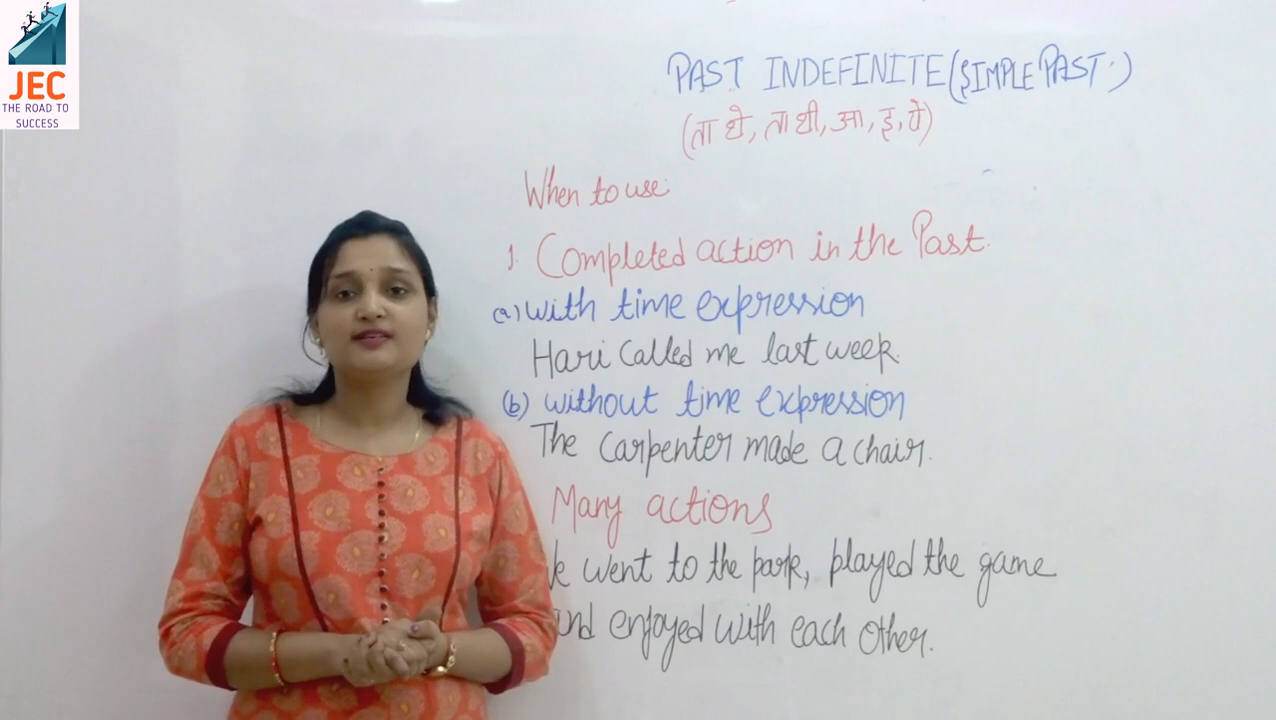 JEC
THE ROAD TO
SUCCESS
PAST INDEFINITE (SIMPLE PAST.)
(ता थे, ता थी, आ, इ, ऐ)
When to use:
1. Completed action in the Past.
(a) with time expression
Hari called me last week.
(b) without time expression
The carpenter made a chair.
Many actions
went to the park, played the game
and enjoyed with each other.